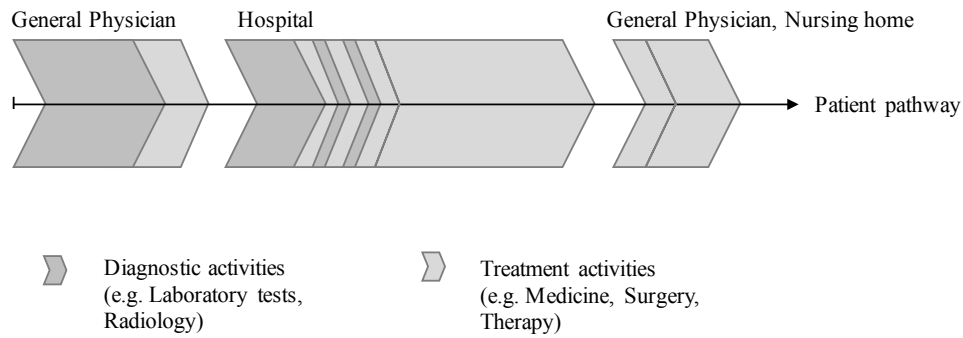 General Physician
Hospital
General Physician, Nursing home
Patient pathway
Diagnostic activities
(e.g. Laboratory tests,
Radiology)
Treatment activities
(e.g. Medicine, Surgery,
Therapy)